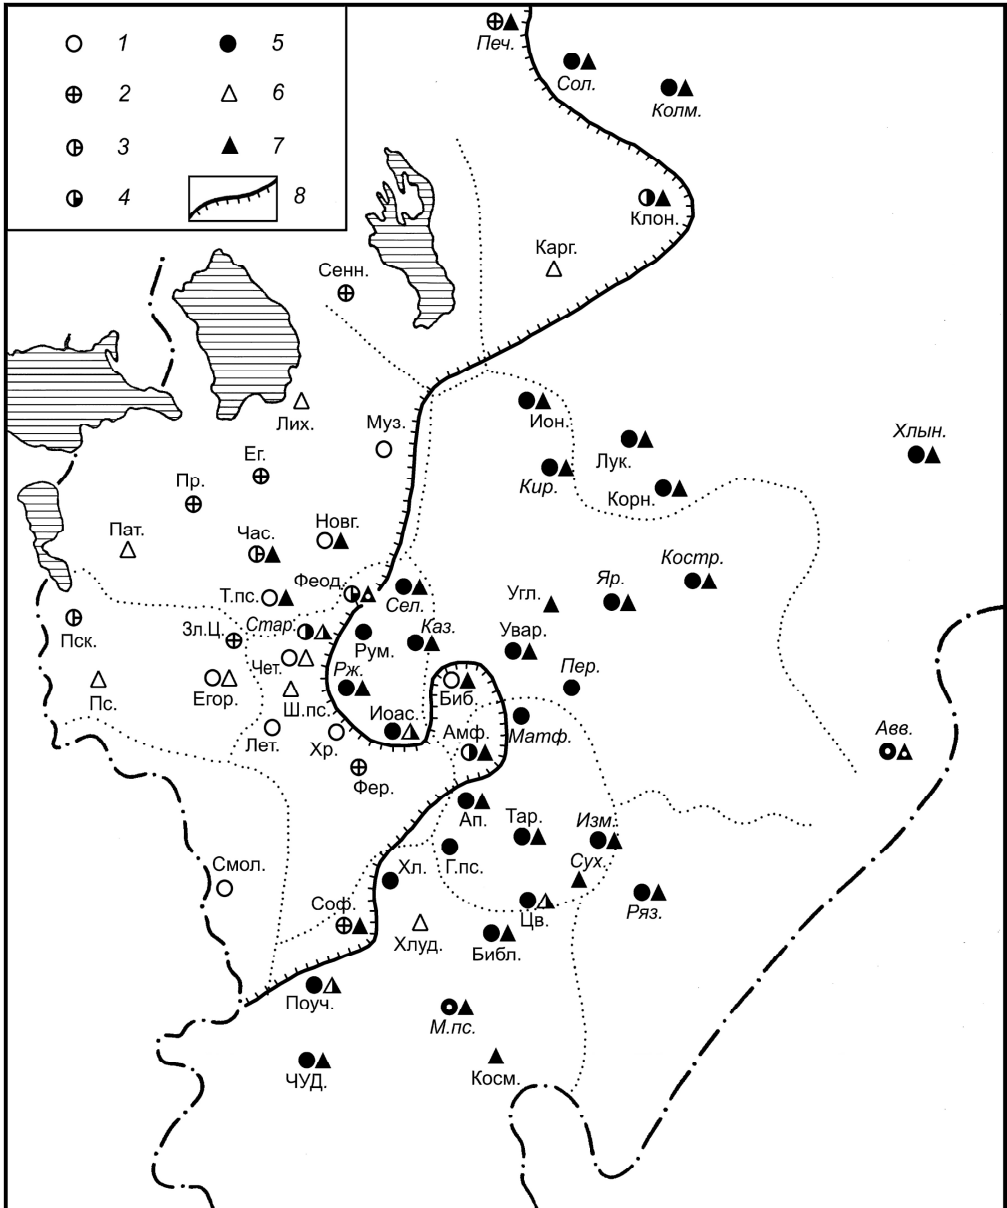 1
5
2
6
3
7
4
8
Печ.
Сол.
Колм.
Клон.
Карг.
Сенн.
Лих.
Муз.
Ион.
Лук.
Хлын.
Ег.
Пр.
Кир.
Корн.
Пат.
Час.
Новг.
Костр.
Т.пс.
Феод.
Сел.
Угл.
Яр.
Пск.
Зл.Ц.
Стар.
Рум.
Каз.
Увар.
Пс.
Егор.
Чет.
Рж.
Биб.
Пер.
Ш.пс.
Лет.
Хр.
Иоас.
Амф.
Матф.
Авв.
Фер.
Ап.
Тар.
Изм.
Смол.
Хл.
Г.пс.
Сух.
Соф.
Хлуд.
Цв.
Ряз.
Библ.
Поуч.
М.пс.
ЧУД.
Косм.